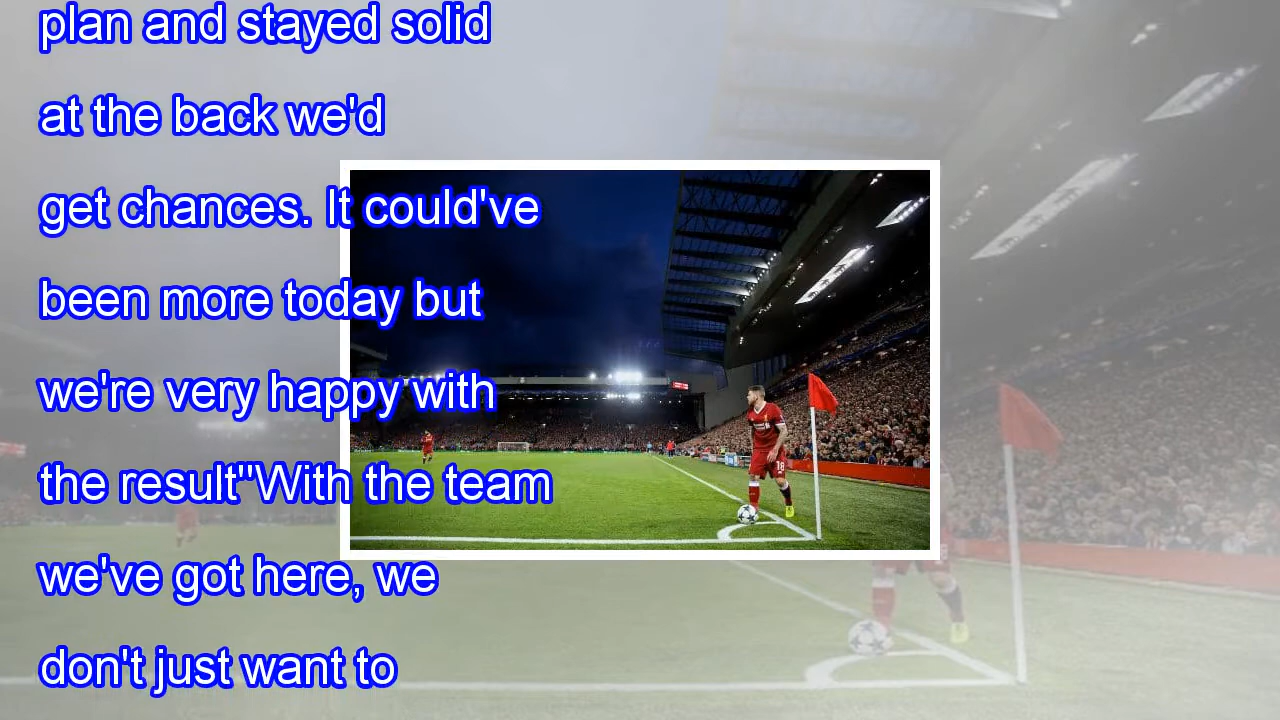 plan and stayed solid
at the back we'd
get chances. It could've
been more today but
we're very happy with
the result"With the team
we've got here, we
don't just want to
18